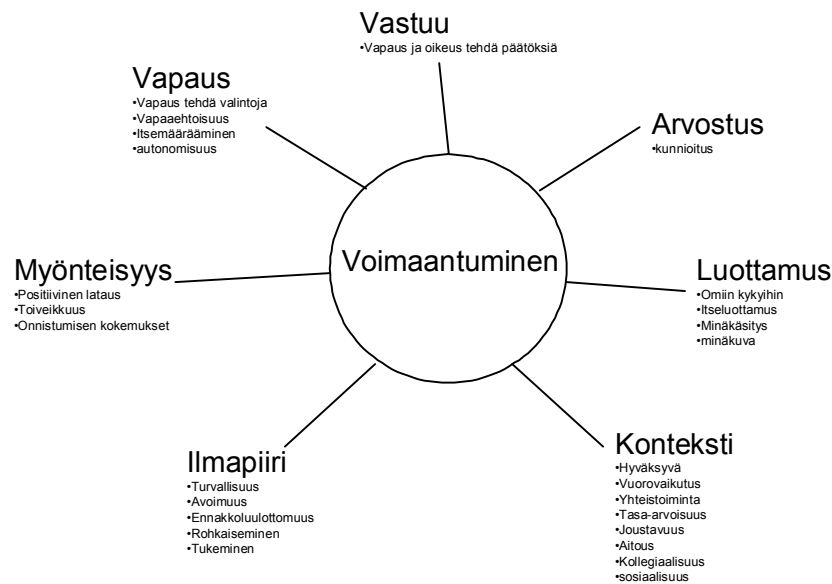 Vastuu
•Vapaus ja oikeus tehdä päätöksiä
Vapaus
•Vapaus tehdä valintoja
•Vapaaehtoisuus
•Itsemäärääminen
•autonomisuus
Arvostus
•kunnioitus
Voimaantuminen
Myönteisyys
•Positiivinen lataus
•Toiveikkuus
•Onnistumisen kokemukset
Luottamus
•Omiin kykyihin
•Itseluottamus
•Minäkäsitys
•minäkuva
Ilmapiiri
•Turvallisuus
•Avoimuus
•Ennakkoluulottomuus
•Rohkaiseminen
•Tukeminen
Konteksti
•Hyväksyvä
•Vuorovaikutus
•Yhteistoiminta
•Tasa-arvoisuus
•Joustavuus
•Aitous
•Kollegiaalisuus
•sosiaalisuus